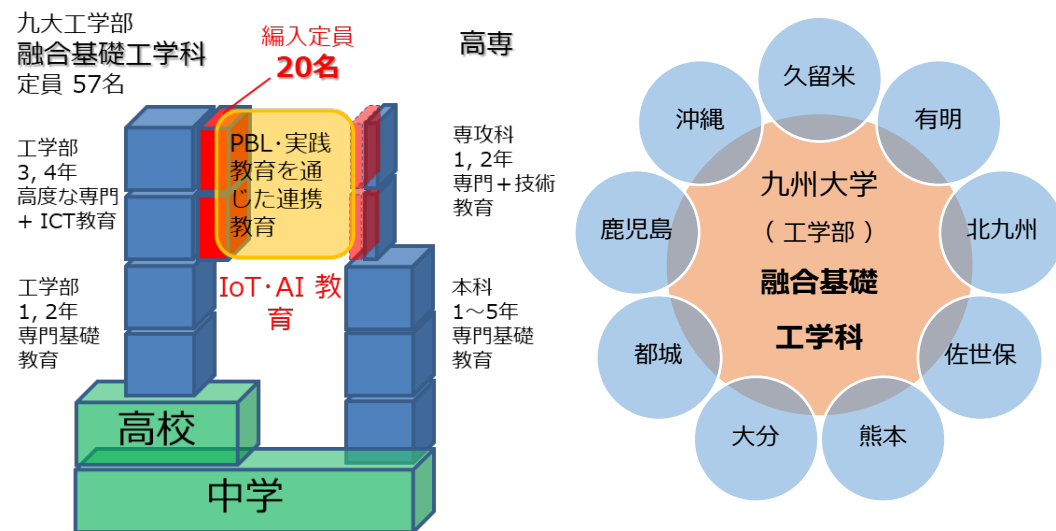 九大工学部
融合基礎工学科
定員 57名
編入定員
20名
高専
工学部
3, 4年
高度な専門
+ ICT教育
工学部
1, 2年
専門基礎
教育
PBL・実践
教育を通
じた連携
教育
IoT・AI 教
育
専攻科
1, 2年
専門＋技術
教育
本科
1～5年
専門基礎
教育
高校
中学
久留米
有明
北九州
佐世保
熊本
大分
都城
鹿児島
沖縄
九州大学
（ 工学部 ）
融合基礎
工学科